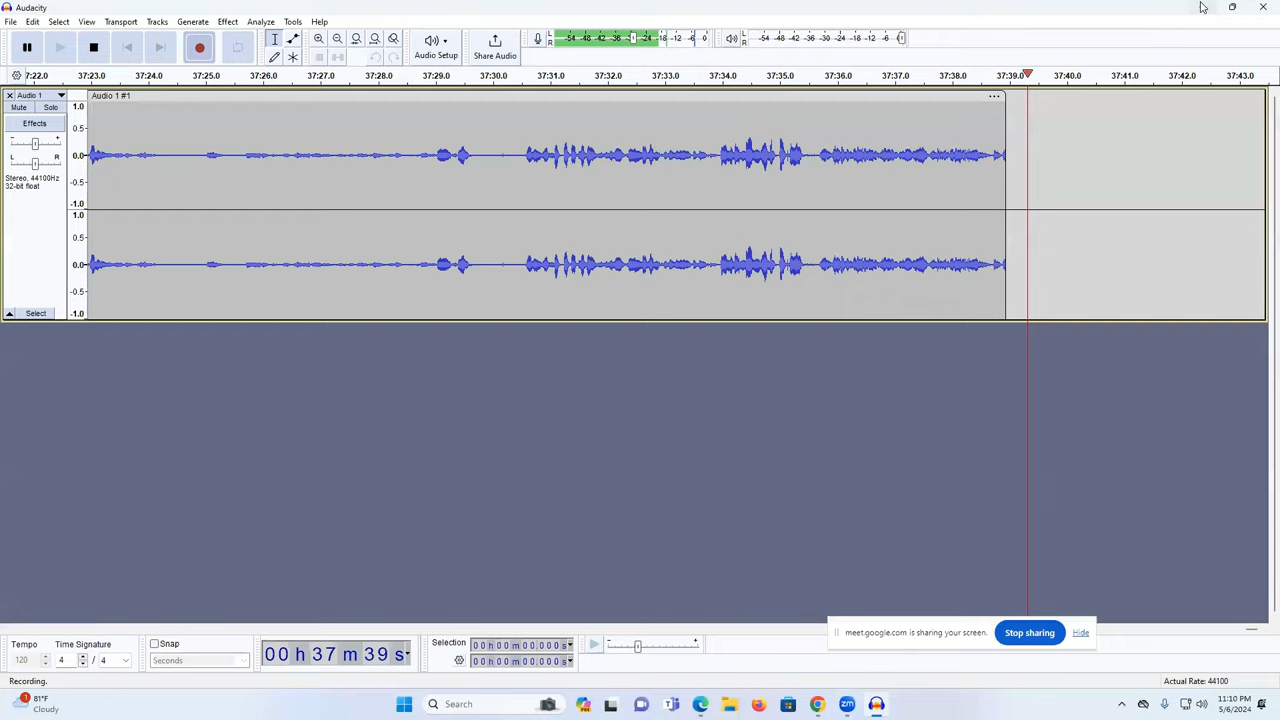 Audacity
File Edit Select View Transport Tracks Generate Effect Analyze Tools Help
Audio Setup
Share Audio
L R -54 -48 -42 -36 -24 -18 -12 -6 0
L R -54 -48 -42 -36 -30 -24 -18 -12 -6 0
37:22.0 37:23.0 37:24.0 37:25.0 37:26.0 37:27.0 37:28.0 37:29.0 37:30.0 37:31.0 37:32.0 37:33.0 37:34.0 37:35.0 37:36.0 37:37.0 37:38.0 37:39.0 37:40.0 37:41.0 37:42.0 37:43.0
Audio 1
Audio 1 #1
Mute Solo
Effects
- +
L R
Stereo, 44100Hz
32-bit float
Select
1.0
0.5
0.0
-0.5
-1.0
1.0
0.5
0.0
-0.5
-1.0
meet.google.com is sharing your screen. Stop sharing Hide
Tempo Time Signature Snap
120 4 / 4 Seconds
00 h 37 m 39 s
Selection
00 h 00 m 00.000 s
00 h 00 m 00.000 s
Recording.
Actual Rate: 44100
1
81°F
Cloudy
Search
zm
11:10 PM
5/6/2024